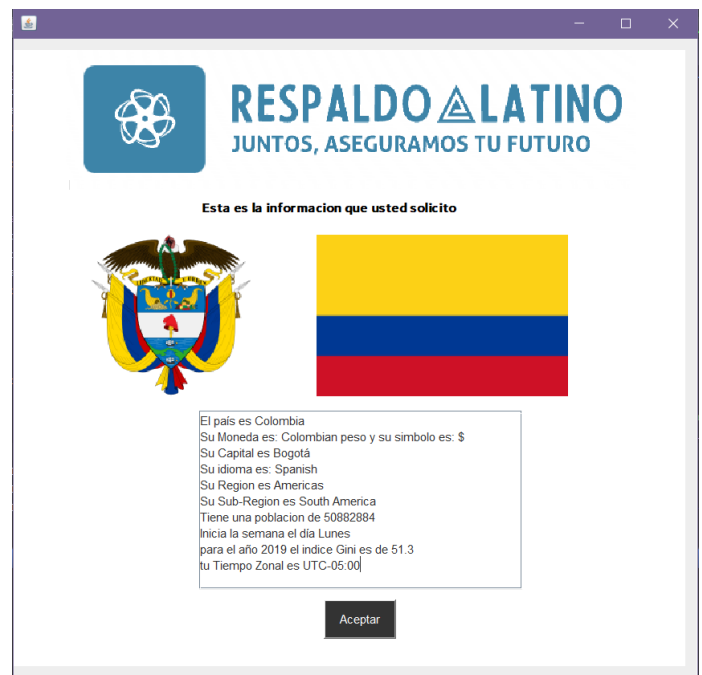 RESPALDO LATINO
JUNTOS, ASEGURAMOS TU FUTURO
Esta es la informacion que usted solicito
El país es Colombia
Su Moneda es: Colombian peso y su simbolo es: $
Su Capital es Bogotá
Su idioma es: Spanish
Su Region es Americas
Su Sub-Region es South America
Tiene una poblacion de 50882884
Inicia la semana el día Lunes
para el año 2019 el indice Gini es de 51.3
tu Tiempo Zonal es UTC-05:00
Aceptar